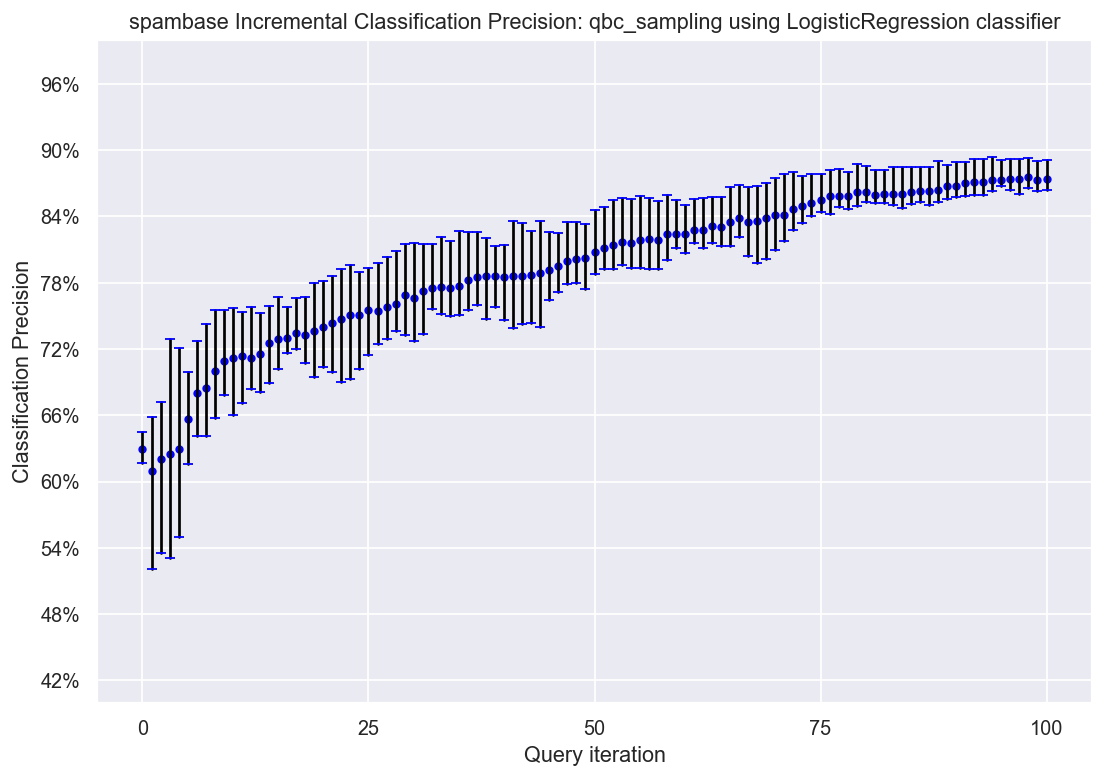 spambase Incremental Classification Precision: qbc_sampling using LogisticRegression classifier
96%
90%
84%
78%
72%
66%
60%
54%
48%
42%
Classification Precision
0 25 50 75 100
Query iteration